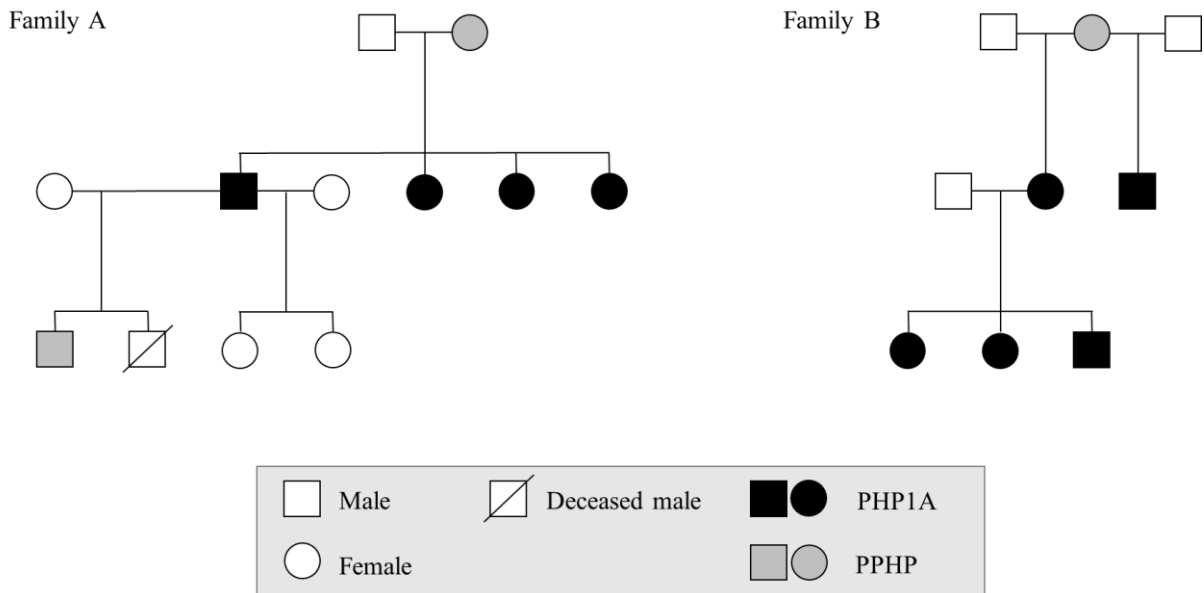 Family A
Family B
Male
Deceased male
PHP1A
Female
PPHP